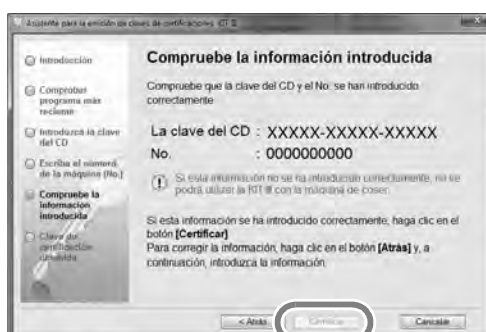 Asistente para la emisión de claves de certificaciones KIT II
Introducción
Comprobar
programa más
reciente
Introduzca la clave
del CD
Escriba el número
de la máquina (No.)
Compruebe la
información
introducida
Clave de
certificación
obtenida
Compruebe la información introducida
Compruebe que la clave del CD y el No. se han introducido
correctamente
La clave del CD : XXXXX-XXXXX-XXXXX
No. : 0000000000
Si esta información no se ha introducido correctamente, no se
podrá utilizar la KIT II con la máquina de coser.
Si esta información se ha introducido correctamente, haga clic en el
botón [Certificar]
Para corregir la información, haga clic en el botón [Atrás] y, a
continuación, introduzca la información.
< Atrás
Certificar
Cancelar